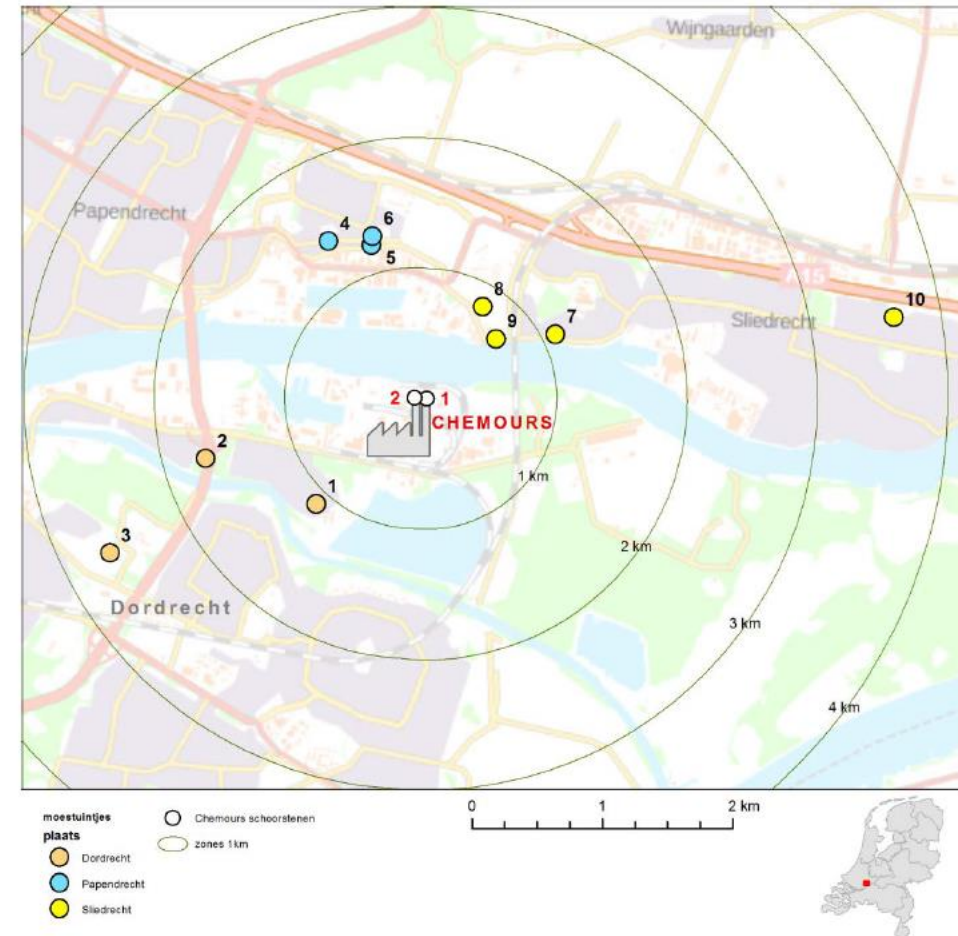 Wijngaarden
Papendrecht
4
6
5
8
9
7
10
A15
Sliedrecht
2
1
CHEMOURS
2
1
1 km
3
2 km
Dordrecht
3 km
4 km
moestuintjes
plaats
Dordrecht
Papendrecht
Sliedrecht
Chemours schoorstenen
zones 1km
0 1 2 km